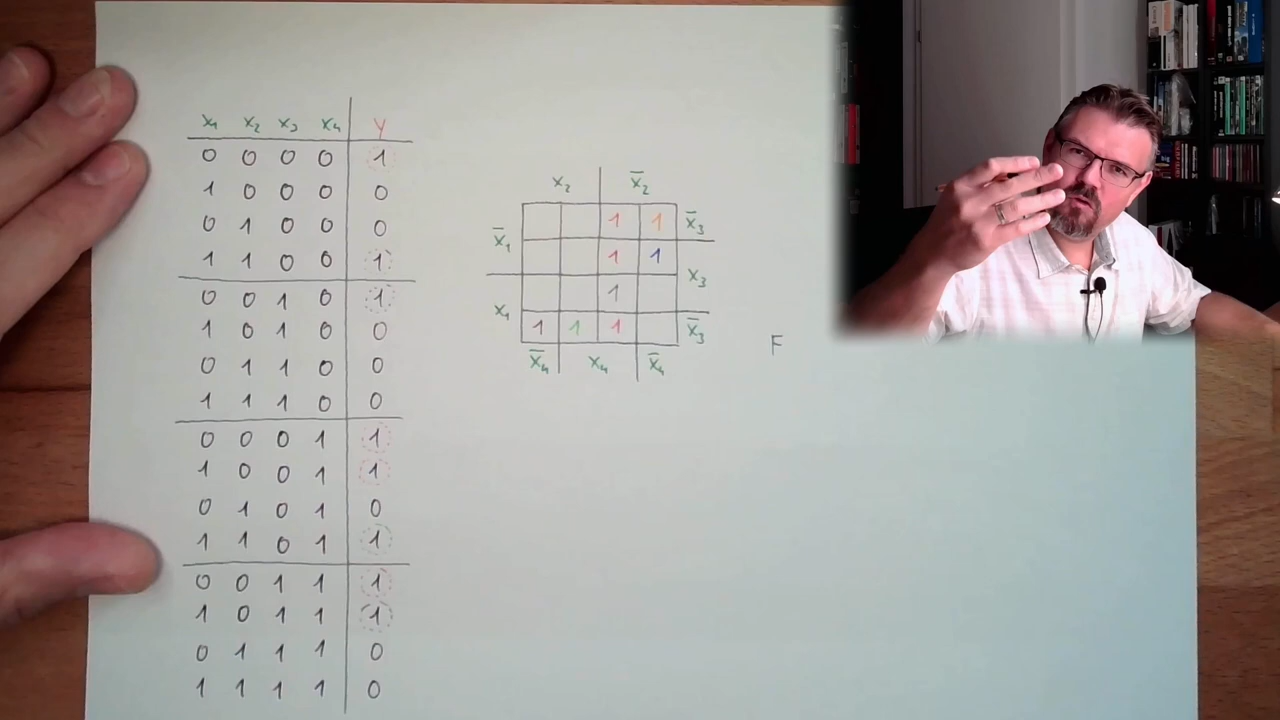 x₁ x₂ x₃ x₄ y
0 0 0 0 1
1 0 0 0 0
0 1 0 0 0
1 1 0 0 1
0 0 1 0 1
1 0 1 0 0
0 1 1 0 0
1 1 1 0 0
0 0 0 1 1
1 0 0 1 1
0 1 0 1 0
1 1 0 1 1
0 0 1 1 1
1 0 1 1 1
0 1 1 1 0
1 1 1 1 0
x₂ x̅₂
1 1 x̅₃
x̅₁
1 1
x₃
1
x₁
1 1 1 x̅₃
x̅₄ x₄ x̅₄
F